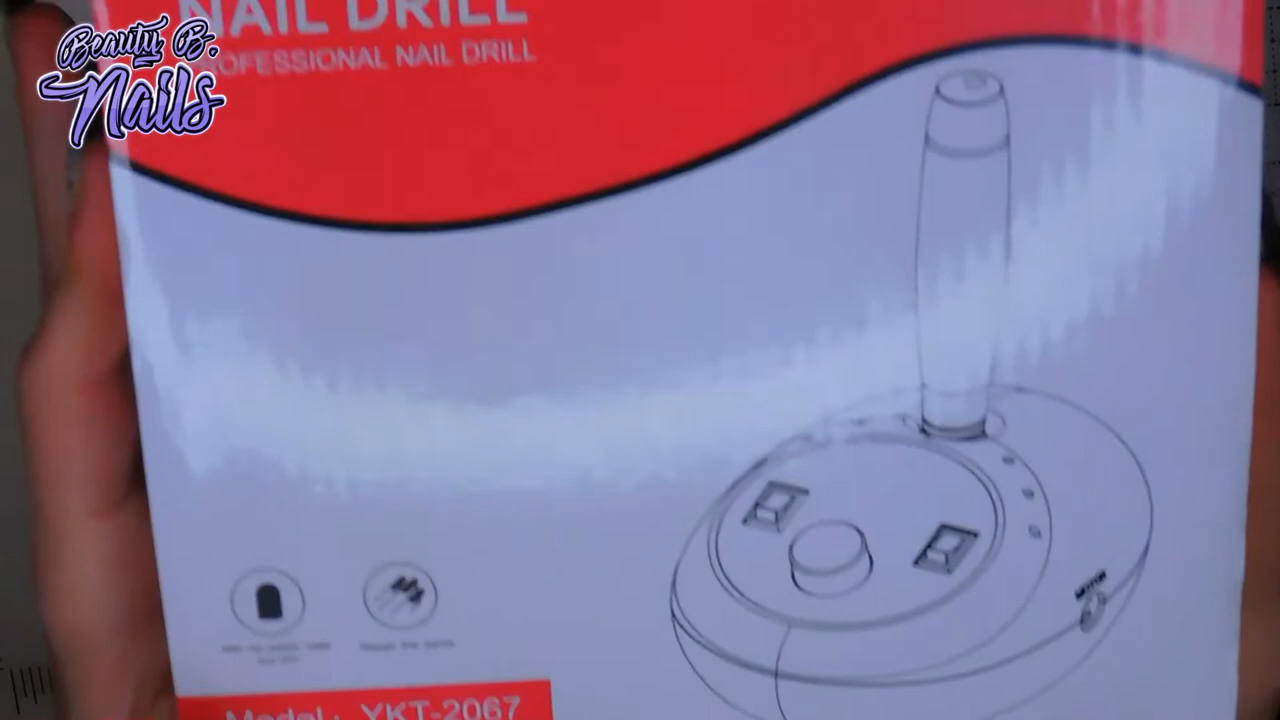 NAIL DRILL
PROFESSIONAL NAIL DRILL
Beauty B.
Nails
Model: YKT-2067